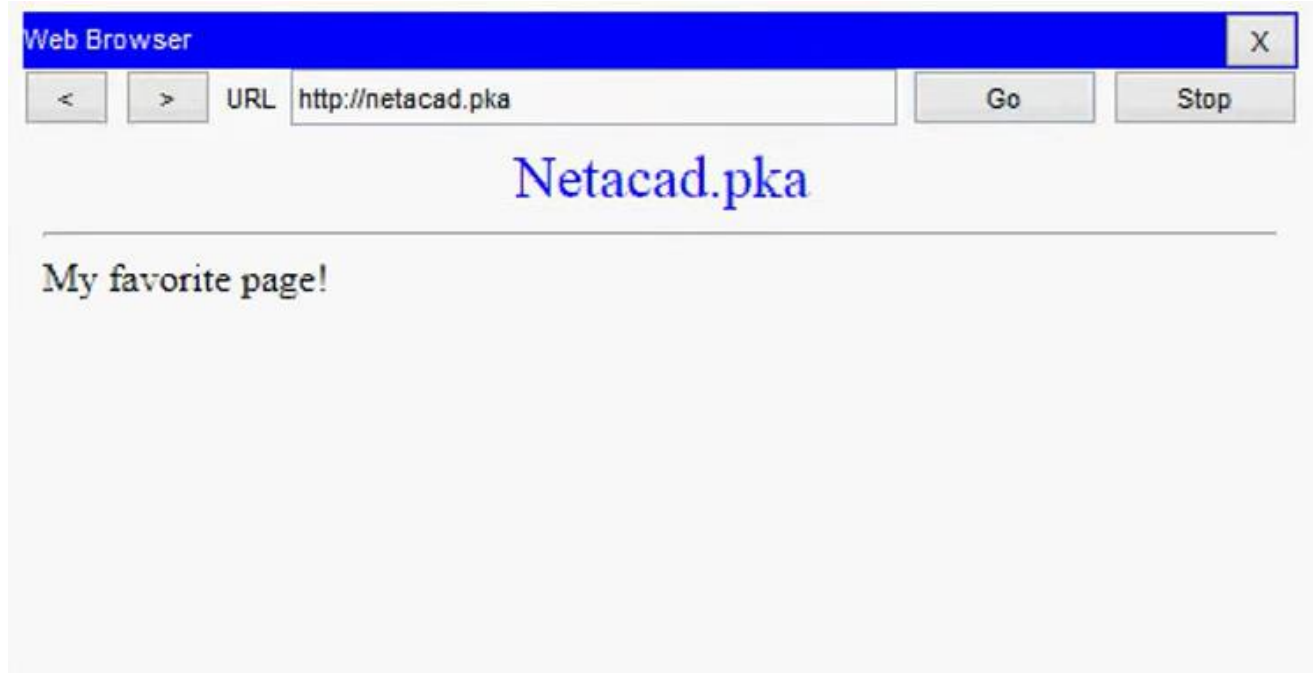 Web Browser X
< > URL http://netacad.pka Go Stop
Netacad.pka
My favorite page!